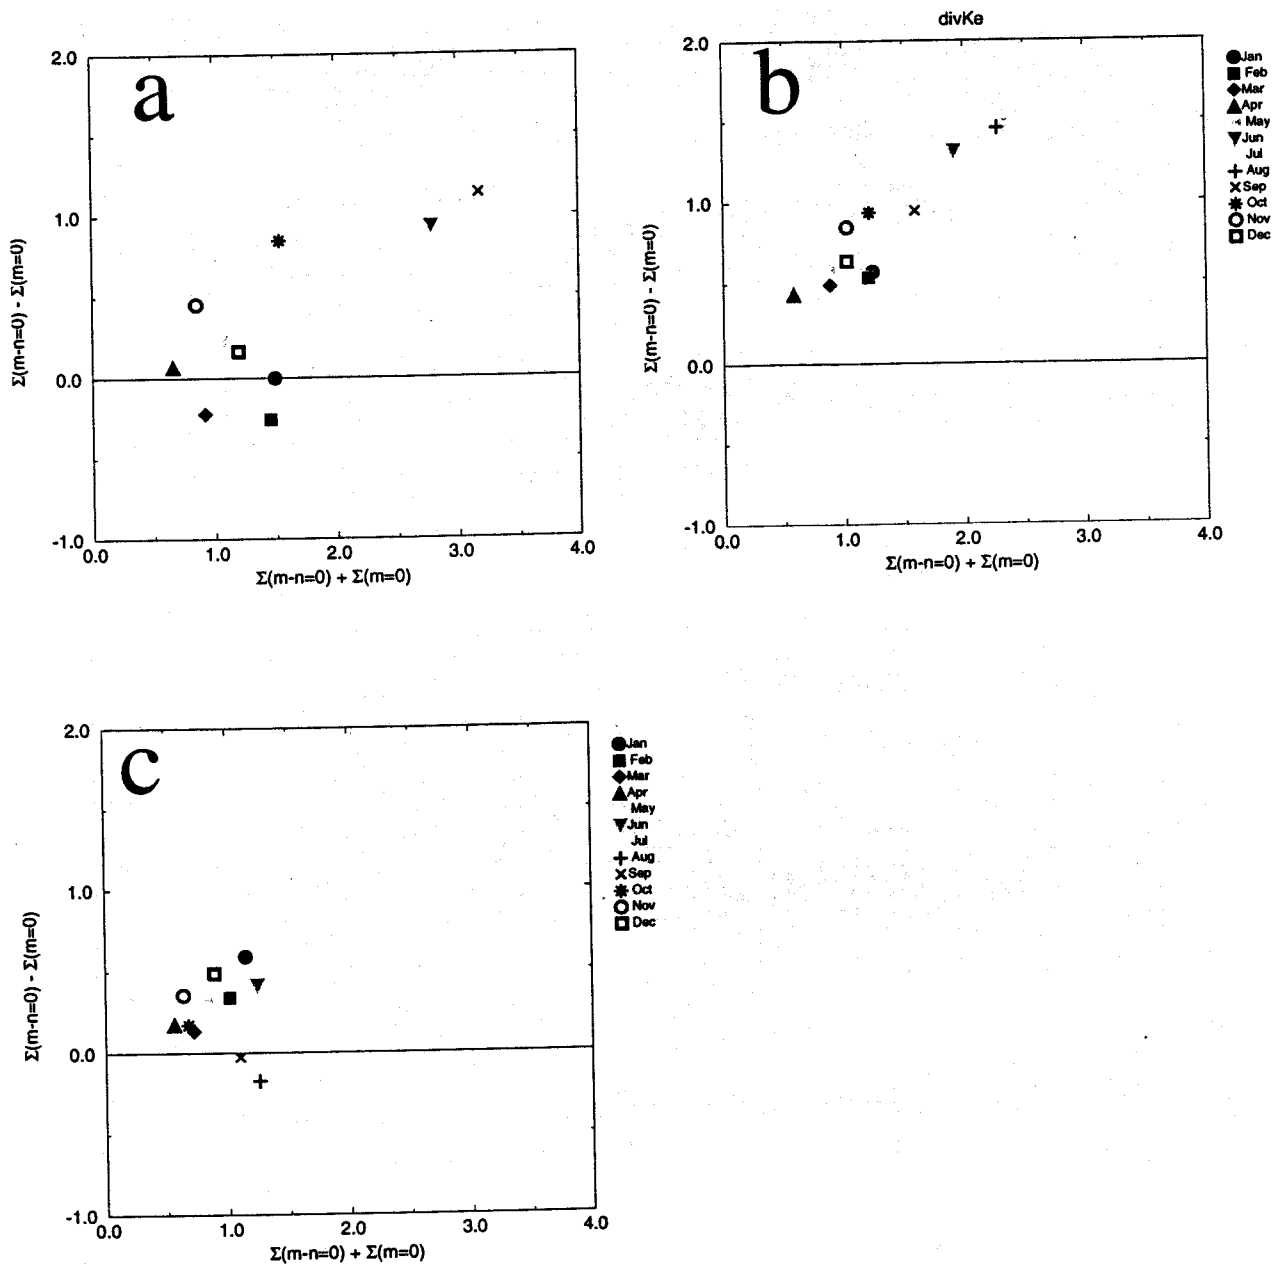 divKe
a
2.0
1.0
0.0
-1.0
0.0 1.0 2.0 3.0 4.0
Σ(m-n=0) + Σ(m=0)
Σ(m-n=0) - Σ(m=0)
b
2.0
1.0
0.0
-1.0
0.0 1.0 2.0 3.0 4.0
Σ(m-n=0) + Σ(m=0)
Σ(m-n=0) - Σ(m=0)
Jan
Feb
Mar
Apr
May
Jun
Jul
Aug
Sep
Oct
Nov
Dec
c
2.0
1.0
0.0
-1.0
0.0 1.0 2.0 3.0 4.0
Σ(m-n=0) + Σ(m=0)
Σ(m-n=0) - Σ(m=0)
Jan
Feb
Mar
Apr
May
Jun
Jul
Aug
Sep
Oct
Nov
Dec